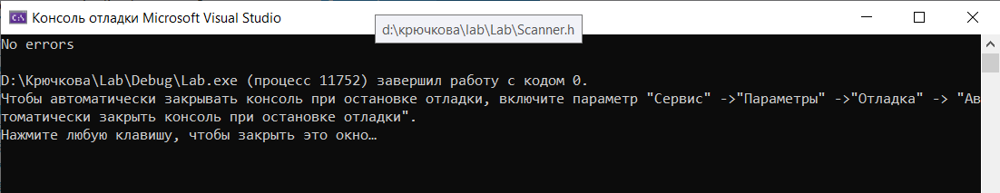 Консоль отладки Microsoft Visual Studio
d:\крючкова\lab\Lab\Scanner.h
No errors
D:\Крючкова\Lab\Debug\Lab.exe (процесс 11752) завершил работу с кодом 0.
Чтобы автоматически закрывать консоль при остановке отладки, включите параметр "Сервис" ->"Параметры" ->"Отладка" -> "Ав
томатически закрыть консоль при остановке отладки".
Нажмите любую клавишу, чтобы закрыть это окно…